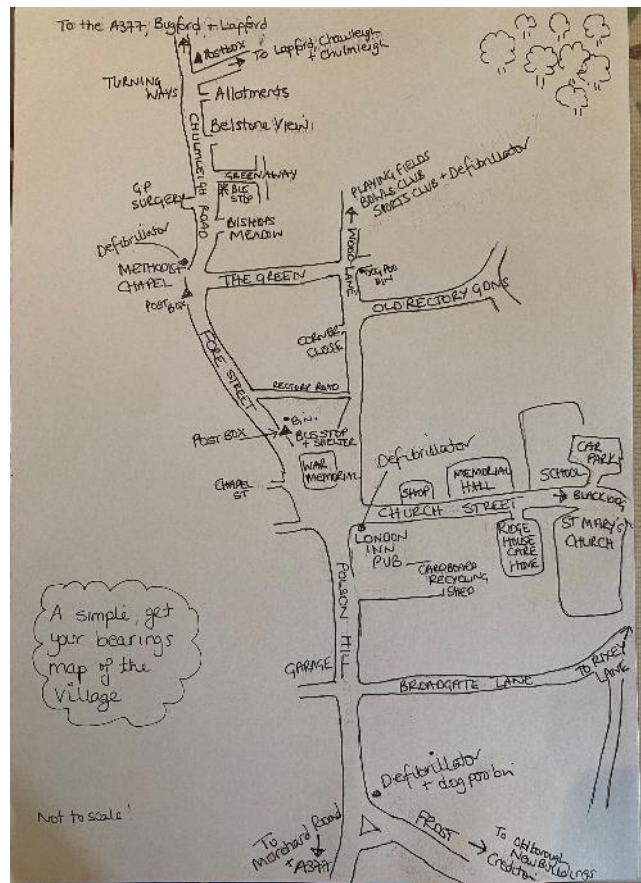 To the A377, Bugford + Lapford
Postbox
To Lapford, Chawleigh
+ Chulmleigh
TURNING
WAYS
Allotments
Belstone View
CHULMLEIGH ROAD
GREENAWAY
BUS
STOP
GP
SURGERY
BISHOPS
MEADOW
PLAYING FIELDS
BOWLS CLUB
SPORTS CLUB + Defibrillator
Defibrillator
METHODIST
CHAPEL
POST BOX
THE GREEN
WOOD LANE
DOG POO
BIN
OLD RECTORY GDNS
CORNER
CLOSE
FORE STREET
RECTORY ROAD
BIN
POST BOX
BUS STOP
+ SHELTER
WAR
MEMORIAL
Defibrillator
CHAPEL
ST
SHOP
MEMORIAL
HALL
SCHOOL
CAR
PARK
CHURCH STREET
BLACK DOG
LONDON
INN
PUB
CARDBOARD
RECYCLING
SHED
RIDGE
HOUSE
CARE
HOME
ST MARY'S
CHURCH
POLSON HILL
A simple, get
your bearings
map of the
village
GARAGE
BROADGATE LANE
TO RIXEY
LANE
Defibrillator
+ dog poo bin
Not to scale!
To
Morchard Road
+ A377
FROST
To Oldborough
New Buildings
Crediton